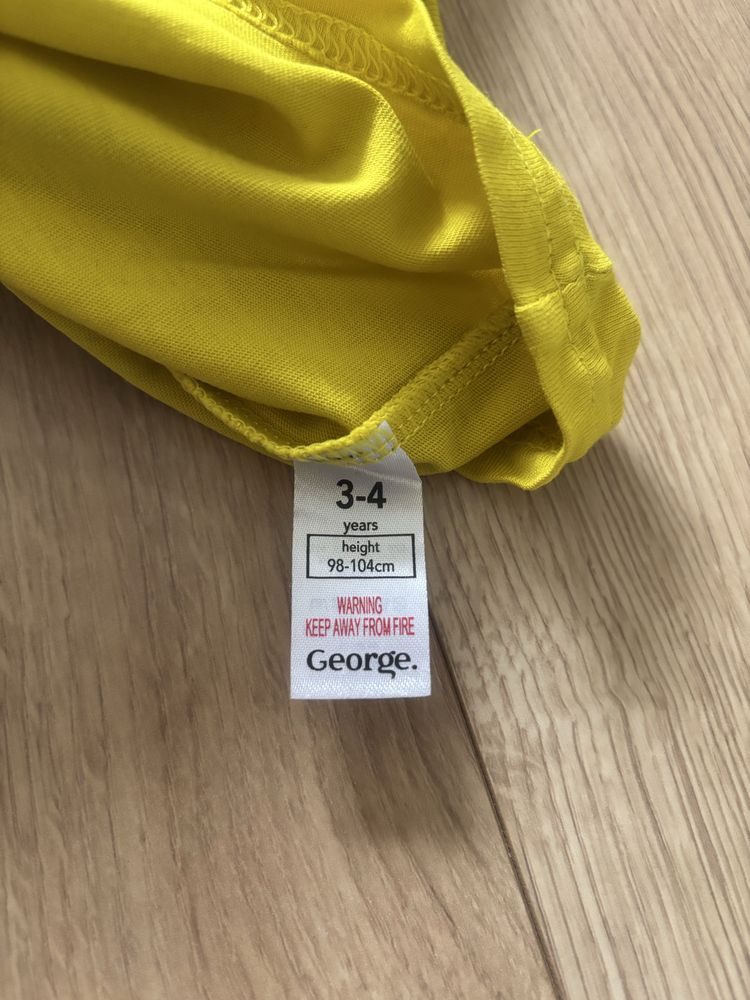 3-4
years
height
98-104cm
WARNING
KEEP AWAY FROM FIRE
George.